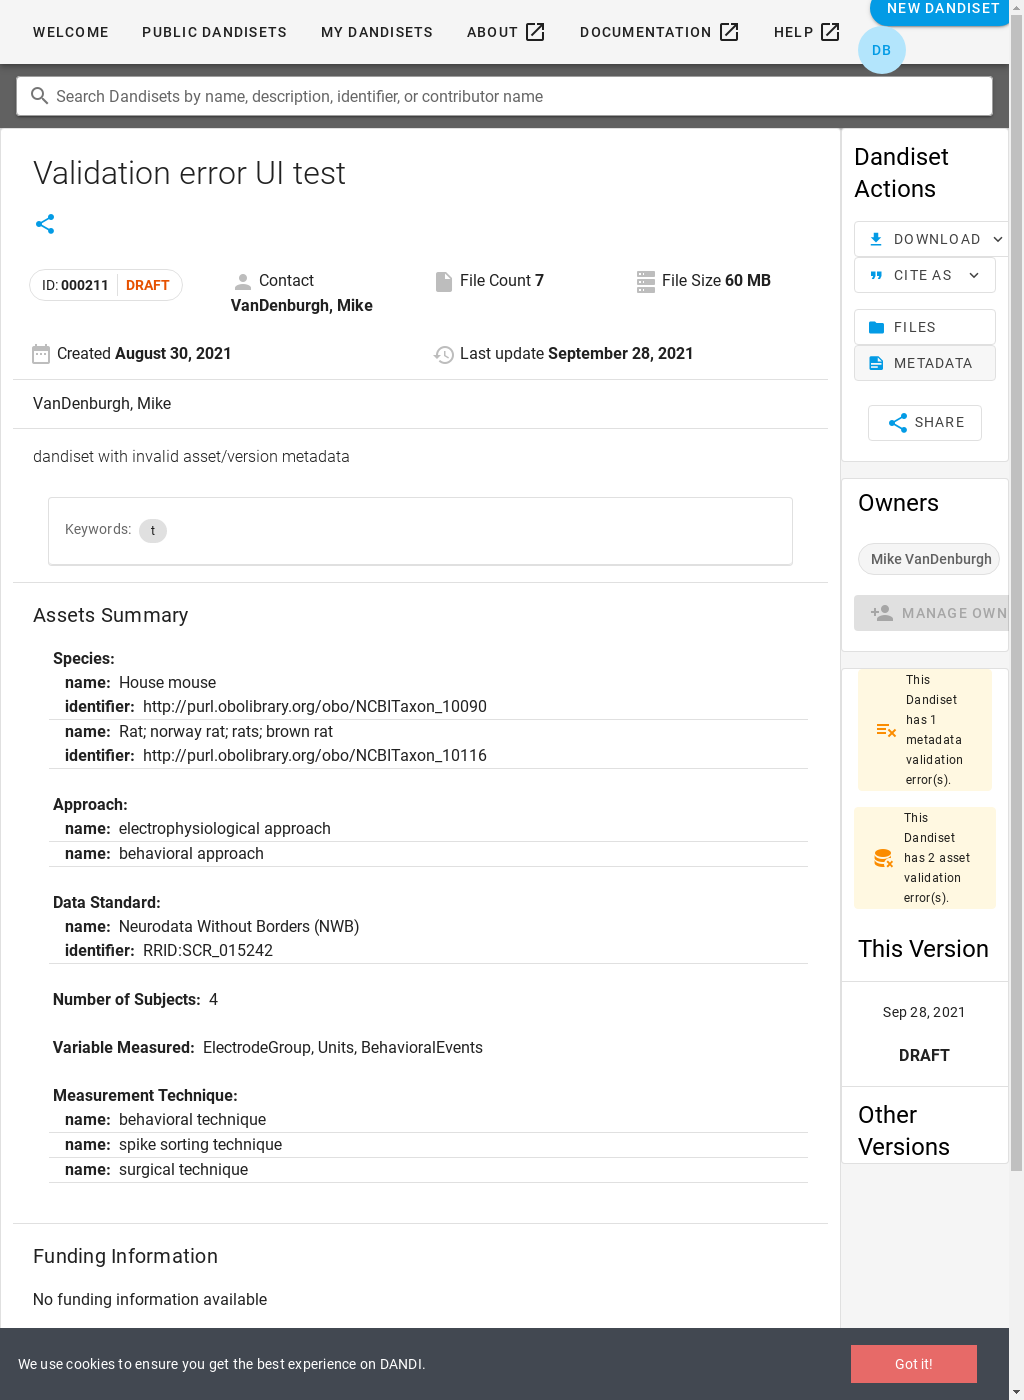 WELCOME PUBLIC DANDISETS MY DANDISETS ABOUT DOCUMENTATION HELP NEW DANDISET
DB
Search Dandisets by name, description, identifier, or contributor name
Validation error UI test
ID: 000211 DRAFT
Contact
VanDenburgh, Mike
File Count 7
File Size 60 MB
Created August 30, 2021
Last update September 28, 2021
VanDenburgh, Mike
dandiset with invalid asset/version metadata
Keywords: t
Assets Summary
Species:
name: House mouse
identifier: http://purl.obolibrary.org/obo/NCBITaxon_10090
name: Rat; norway rat; rats; brown rat
identifier: http://purl.obolibrary.org/obo/NCBITaxon_10116
Approach:
name: electrophysiological approach
name: behavioral approach
Data Standard:
name: Neurodata Without Borders (NWB)
identifier: RRID:SCR_015242
Number of Subjects: 4
Variable Measured: ElectrodeGroup, Units, BehavioralEvents
Measurement Technique:
name: behavioral technique
name: spike sorting technique
name: surgical technique
Funding Information
No funding information available
Dandiset
Actions
DOWNLOAD
CITE AS
FILES
METADATA
SHARE
Owners
Mike VanDenburgh
MANAGE OWN
This
Dandiset
has 1
metadata
validation
error(s).
This
Dandiset
has 2 asset
validation
error(s).
This Version
Sep 28, 2021
DRAFT
Other
Versions
We use cookies to ensure you get the best experience on DANDI.
Got it!